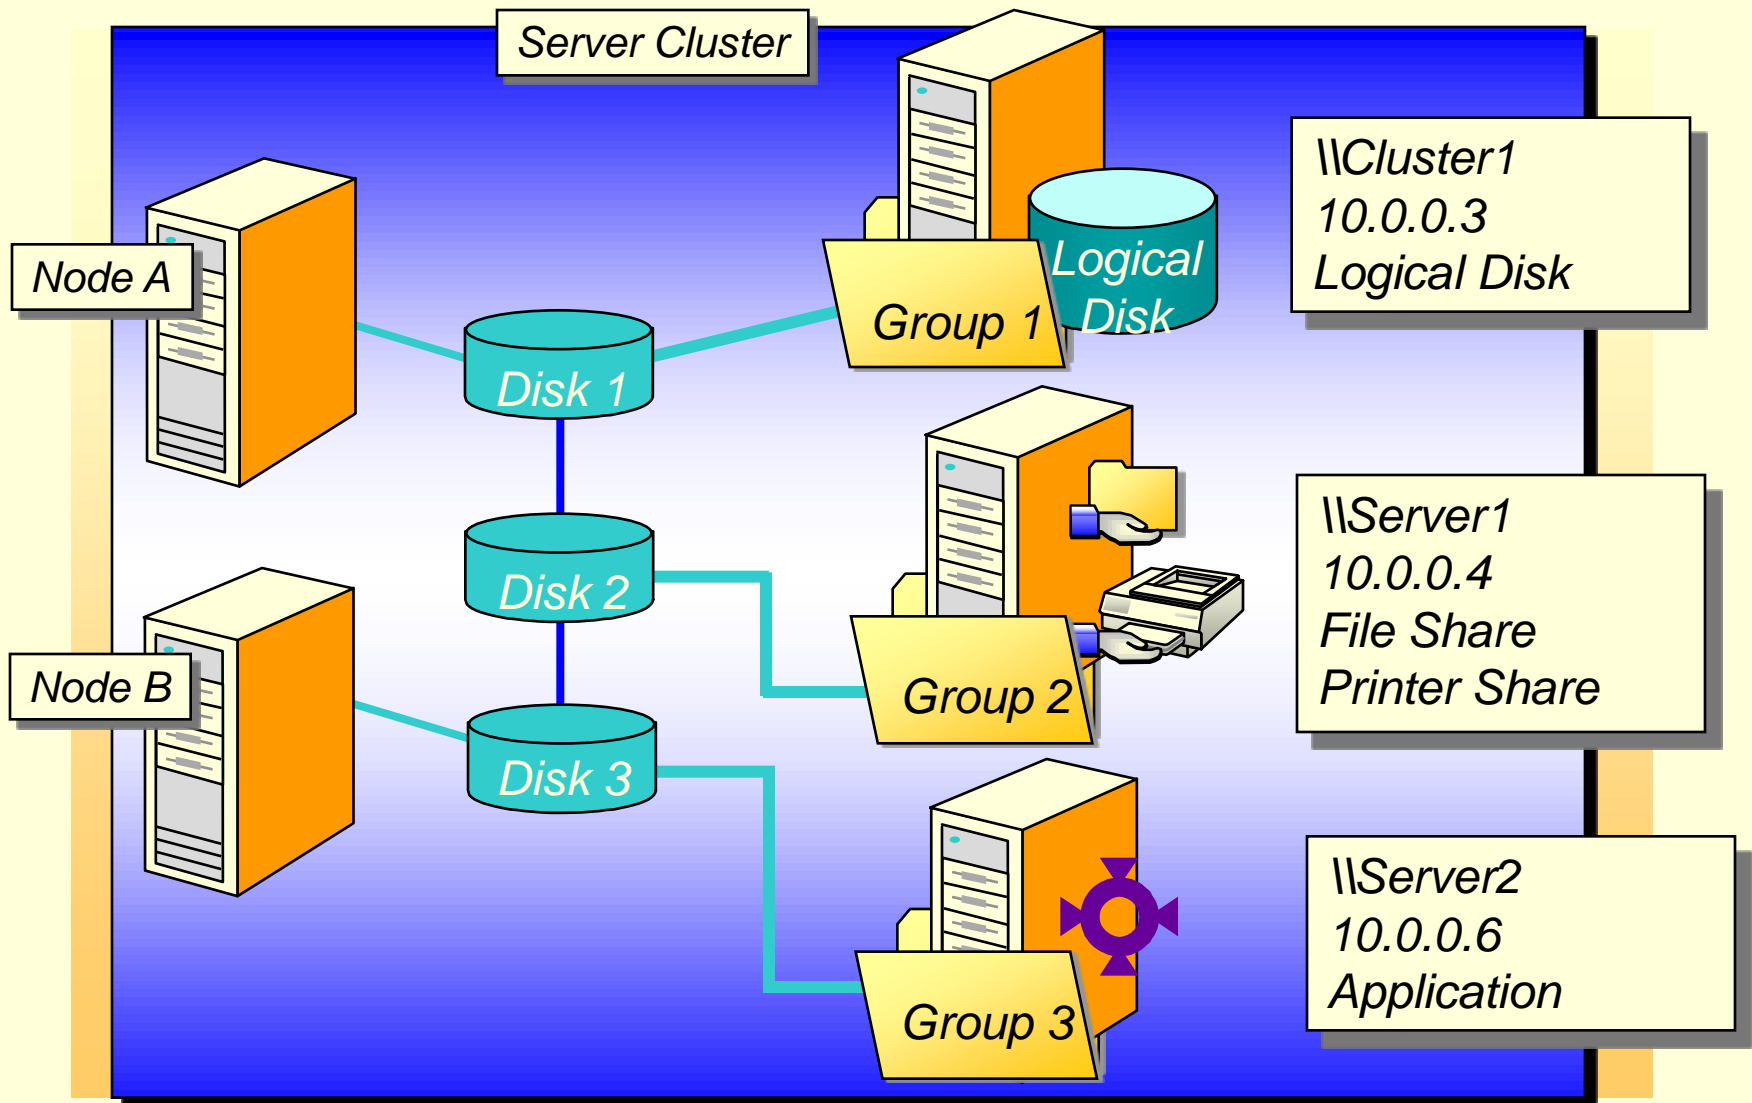 Server Cluster
Node A
Disk 1
Group 1
Logical
Disk
\\Cluster1
10.0.0.3
Logical Disk
Disk 2
Group 2
\\Server1
10.0.0.4
File Share
Printer Share
Node B
Disk 3
Group 3
\\Server2
10.0.0.6
Application